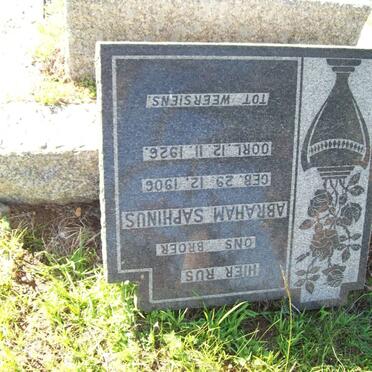 HIER RUS
ONS BROER
ABRAHAM SAPHINUS
GEB. 29. 12. 1906
OORL. 12. 11. 1926.
TOT WEERSIENS.